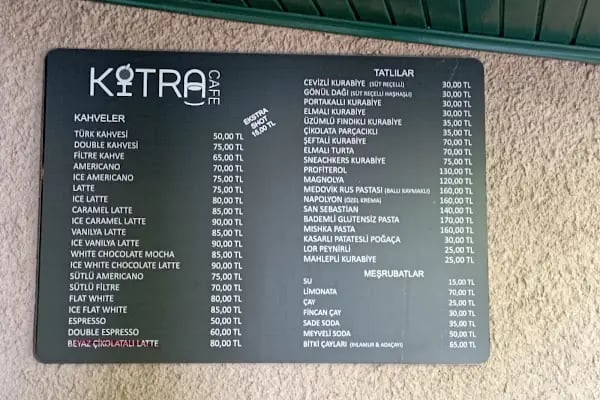 KİTRA CAFE
KAHVELER
EKSTRA SHOT 15,00 TL
TÜRK KAHVESİ 50,00 TL
DOUBLE KAHVESİ 75,00 TL
FİLTRE KAHVE 65,00 TL
AMERICANO 70,00 TL
ICE AMERICANO 75,00 TL
LATTE 75,00 TL
ICE LATTE 80,00 TL
CARAMEL LATTE 85,00 TL
ICE CARAMEL LATTE 90,00 TL
VANILYA LATTE 85,00 TL
ICE VANILYA LATTE 90,00 TL
WHITE CHOCOLATE MOCHA 85,00 TL
ICE WHITE CHOCOLATE LATTE 90,00 TL
SÜTLÜ AMERICANO 75,00 TL
SÜTLÜ FİLTRE 70,00 TL
FLAT WHITE 80,00 TL
ICE FLAT WHITE 85,00 TL
ESPRESSO 50,00 TL
DOUBLE ESPRESSO 60,00 TL
BEYAZ ÇİKOLATALI LATTE 80,00 TL
TATLILAR
CEVİZLİ KURABİYE (SÜT REÇELLİ) 30,00 TL
GÖNÜL DAĞI (SÜT REÇELLİ HAŞHAŞLI) 30,00 TL
PORTAKALLI KURABİYE 30,00 TL
ELMALI KURABİYE 30,00 TL
ÜZÜMLÜ FINDIKLI KURABİYE 35,00 TL
ÇİKOLATA PARÇACIKLI 35,00 TL
ŞEFTALİ KURABİYE 70,00 TL
ELMALI TURTA 70,00 TL
SNEACHKERS KURABİYE 75,00 TL
PROFİTEROL 130,00 TL
MAGNOLYA 120,00 TL
MEDOVİK RUS PASTASI (BALLI KAYMAKLI) 160,00 TL
NAPOLYON (ÖZEL KREMA) 160,00 TL
SAN SEBASTİAN 140,00 TL
BADEMLİ GLUTENSİZ PASTA 170,00 TL
MISHKA PASTA 160,00 TL
KASARLI PATATESLİ POĞAÇA 30,00 TL
LOR PEYNİRLİ 25,00 TL
MAHLEPLİ KURABİYE 25,00 TL
MEŞRUBATLAR
SU 15,00 TL
LİMONATA 70,00 TL
ÇAY 25,00 TL
FİNCAN ÇAY 30,00 TL
SADE SODA 35,00 TL
MEYVELİ SODA 50,00 TL
BİTKİ ÇAYLARI (IHLAMUR & ADAÇAYI) 65,00 TL